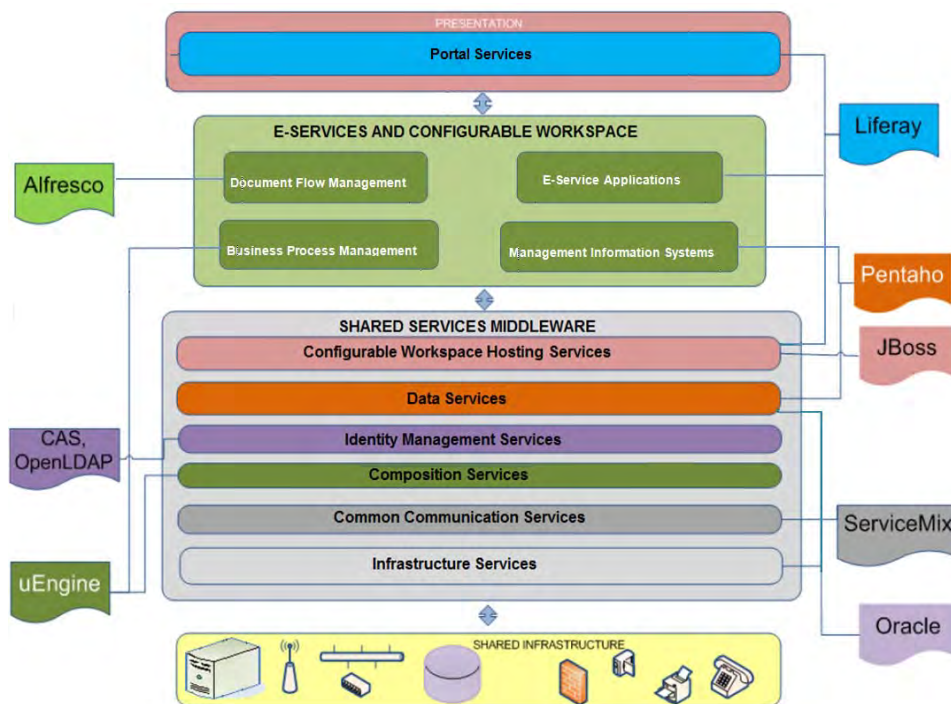 PRESENTATION
Portal Services
E-SERVICES AND CONFIGURABLE WORKSPACE
Document Flow Management
E-Service Applications
Business Process Management
Management Information Systems
SHARED SERVICES MIDDLEWARE
Configurable Workspace Hosting Services
Data Services
Identity Management Services
Composition Services
Common Communication Services
Infrastructure Services
SHARED INFRASTRUCTURE
Alfresco
CAS,
OpenLDAP
uEngine
Liferay
Pentaho
JBoss
ServiceMix
Oracle